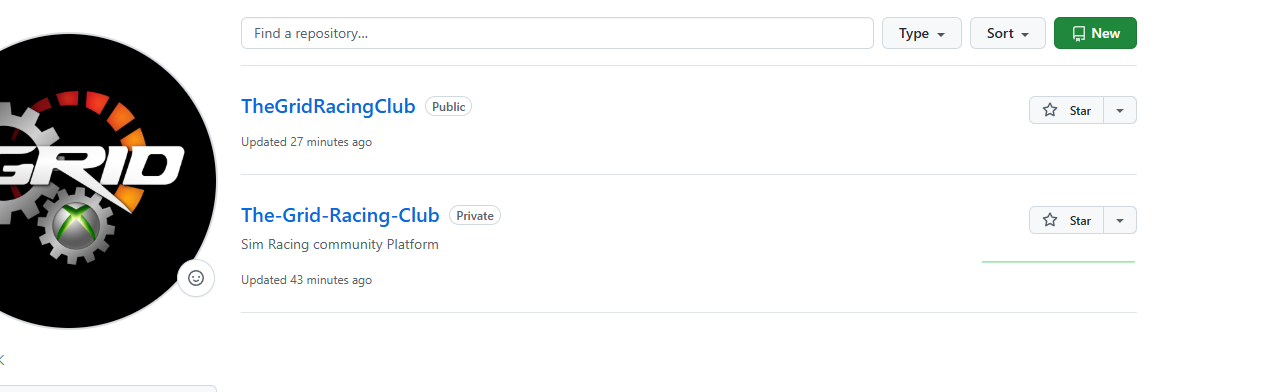 Find a repository...
Type
Sort
New
TheGridRacingClub
Public
Star
Updated 27 minutes ago
GRID
The-Grid-Racing-Club
Private
Star
Sim Racing community Platform
Updated 43 minutes ago